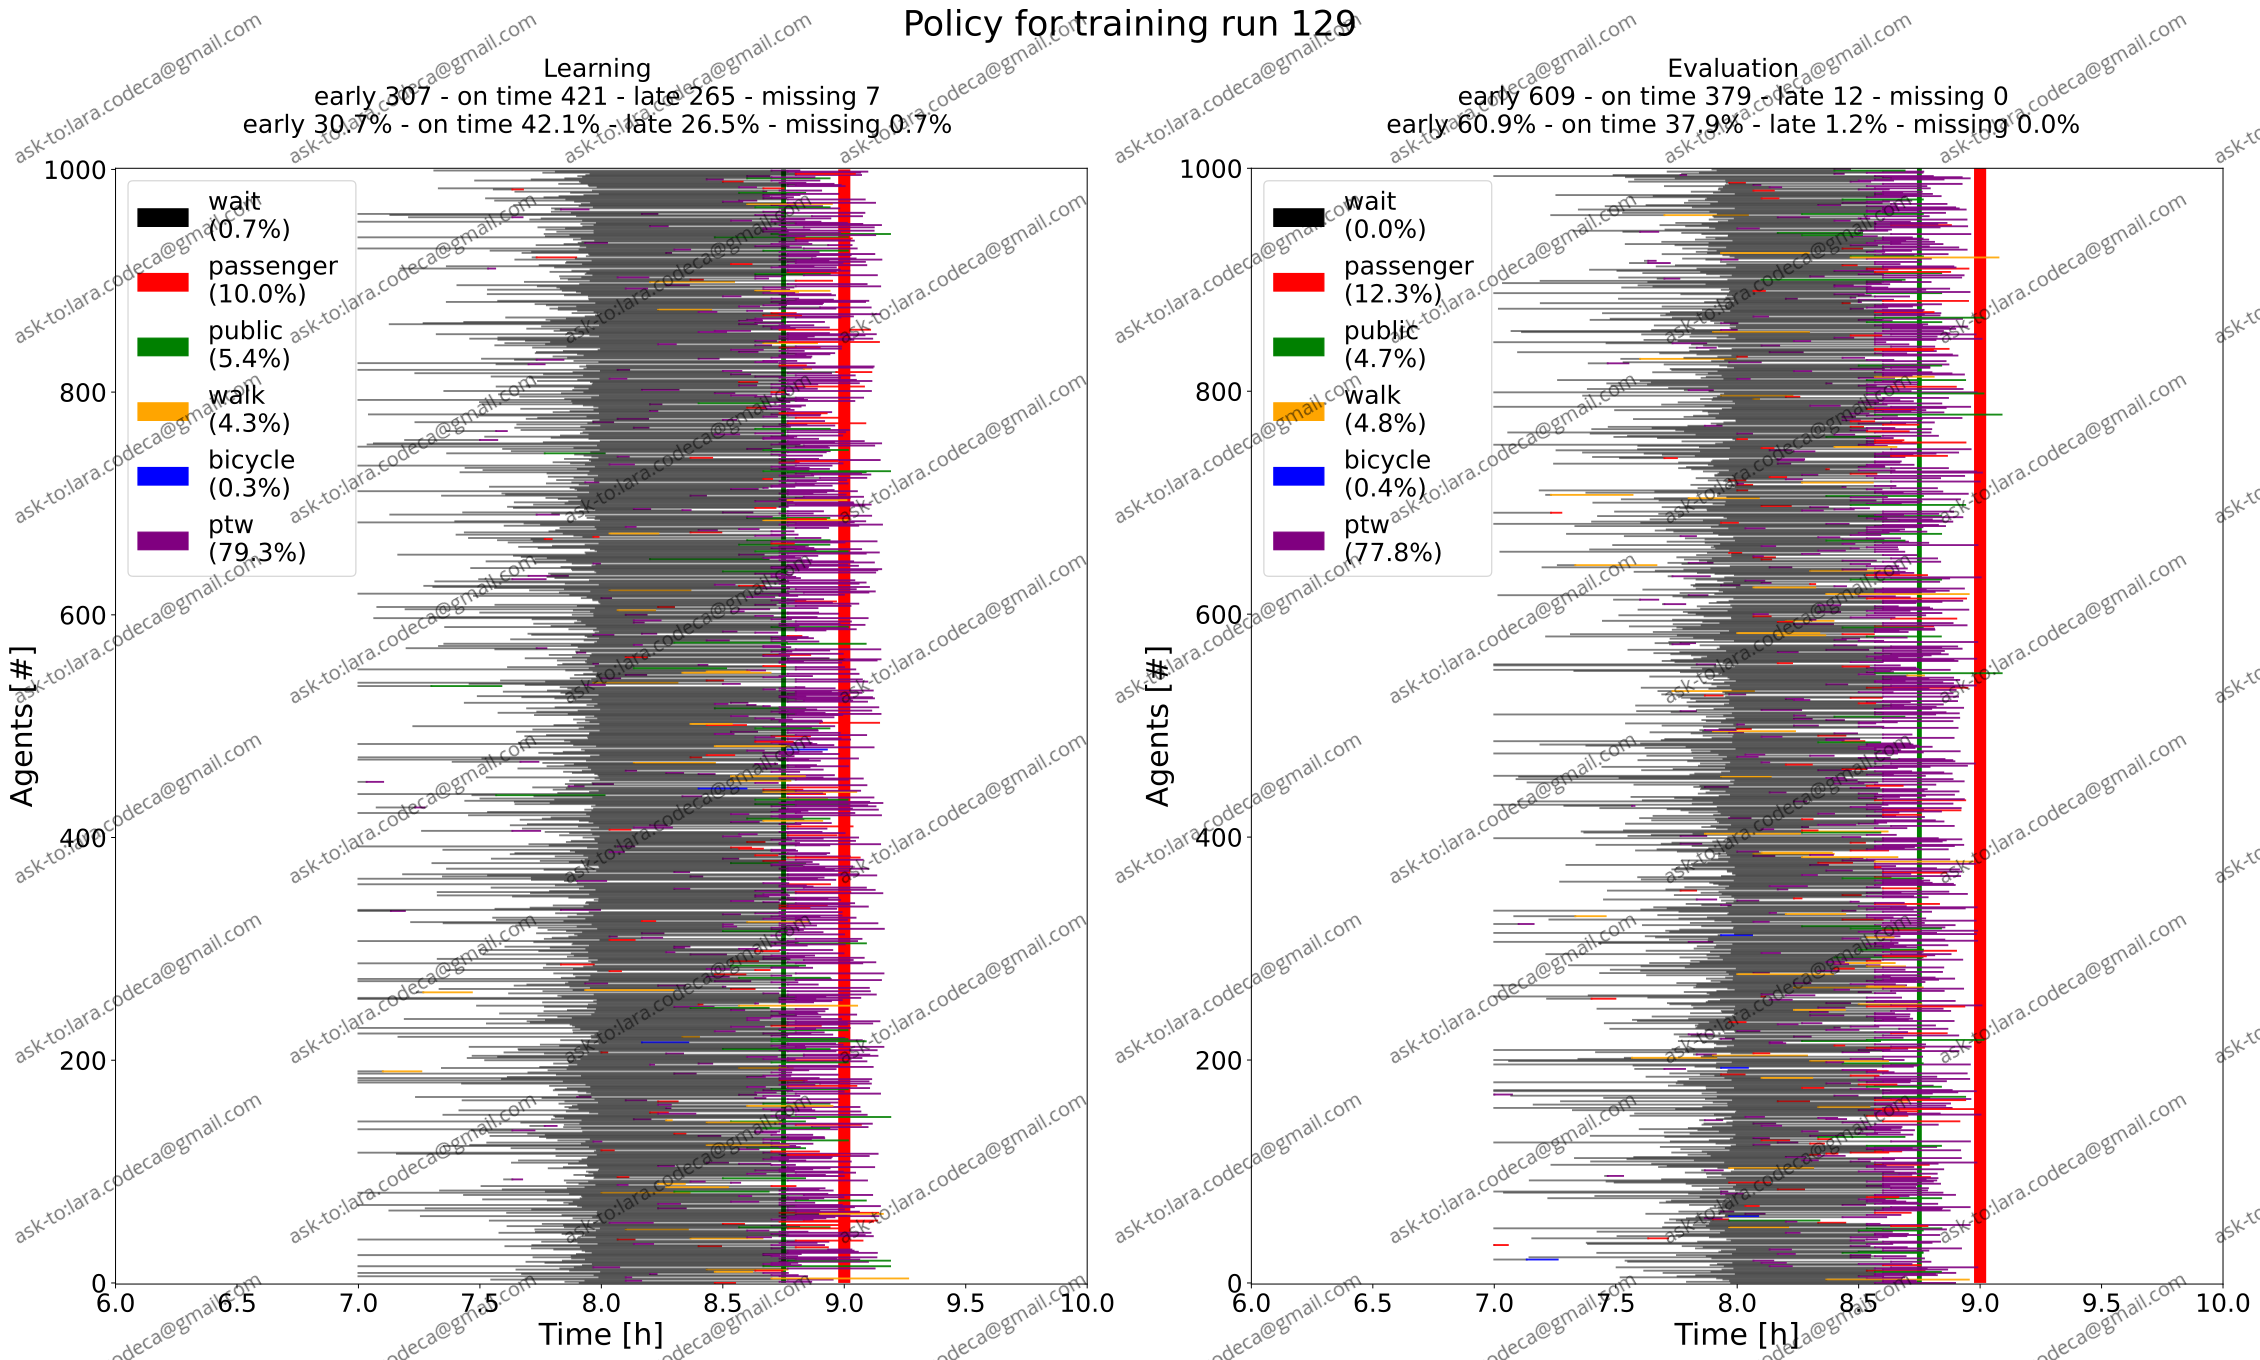 Policy for training run 129
Learning
early 307 - on time 421 - late 265 - missing 7
early 30.7% - on time 42.1% - late 26.5% - missing 0.7%
wait
(0.7%)
passenger
(10.0%)
public
(5.4%)
walk
(4.3%)
bicycle
(0.3%)
ptw
(79.3%)
Agents [#]
1000
800
600
400
200
0
6.0 6.5 7.0 7.5 8.0 8.5 9.0 9.5 10.0
Time [h]
Evaluation
early 609 - on time 379 - late 12 - missing 0
early 60.9% - on time 37.9% - late 1.2% - missing 0.0%
wait
(0.0%)
passenger
(12.3%)
public
(4.7%)
walk
(4.8%)
bicycle
(0.4%)
ptw
(77.8%)
Agents [#]
1000
800
600
400
200
0
6.0 6.5 7.0 7.5 8.0 8.5 9.0 9.5 10.0
Time [h]
ask-to:lara.codeca@gmail.com